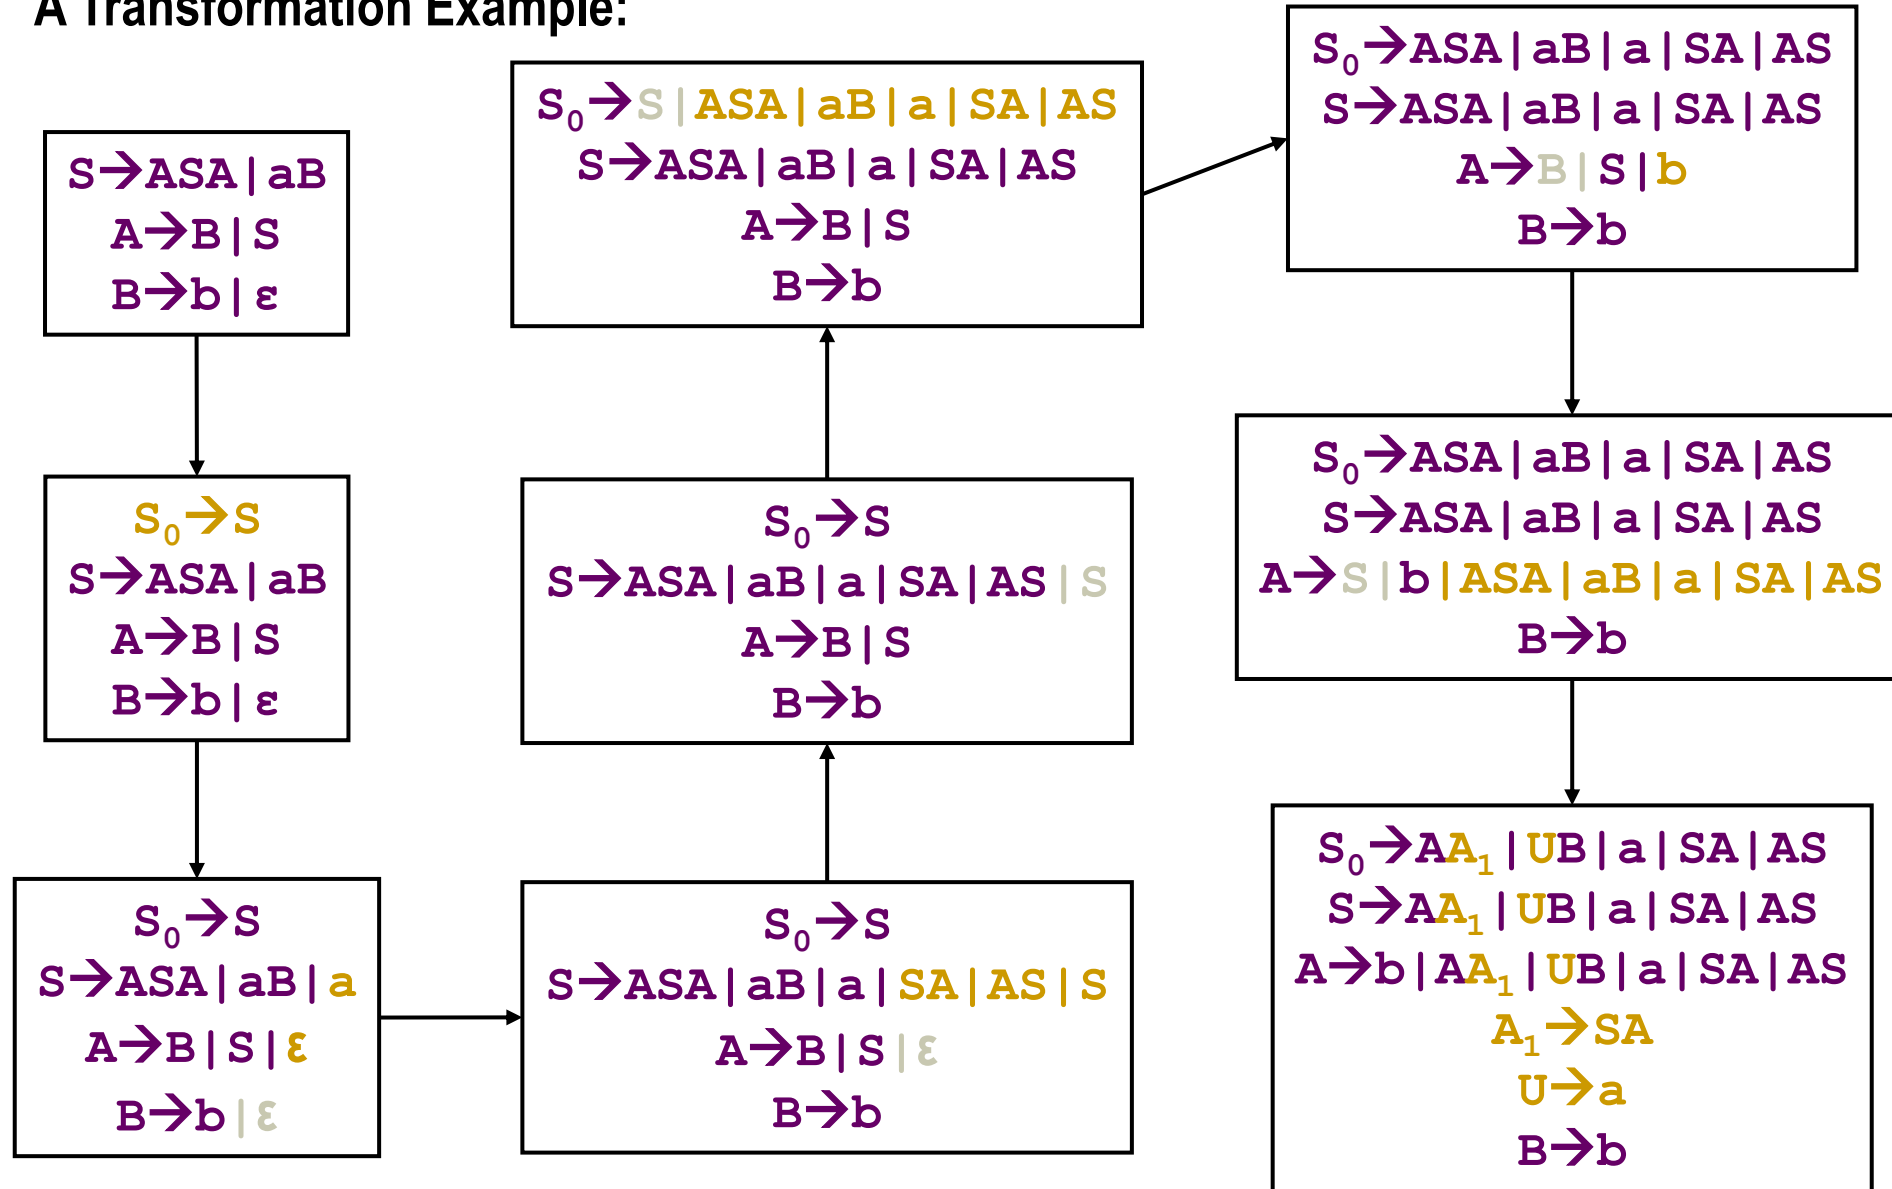 A Transformation Example:
S→ASA|aB
A→B|S
B→b|ε
S₀→S
S→ASA|aB
A→B|S
B→b|ε
S₀→S
S→ASA|aB|a
A→B|S|ε
B→b|ε
S₀→S
S→ASA|aB|a|SA|AS|S
A→B|S|ε
B→b
S₀→S
S→ASA|aB|a|SA|AS|S
A→B|S
B→b
S₀→S|ASA|aB|a|SA|AS
S→ASA|aB|a|SA|AS
A→B|S
B→b
S₀→ASA|aB|a|SA|AS
S→ASA|aB|a|SA|AS
A→B|S|b
B→b
S₀→ASA|aB|a|SA|AS
S→ASA|aB|a|SA|AS
A→S|b|ASA|aB|a|SA|AS
B→b
S₀→AA₁|UB|a|SA|AS
S→AA₁|UB|a|SA|AS
A→b|AA₁|UB|a|SA|AS
A₁→SA
U→a
B→b